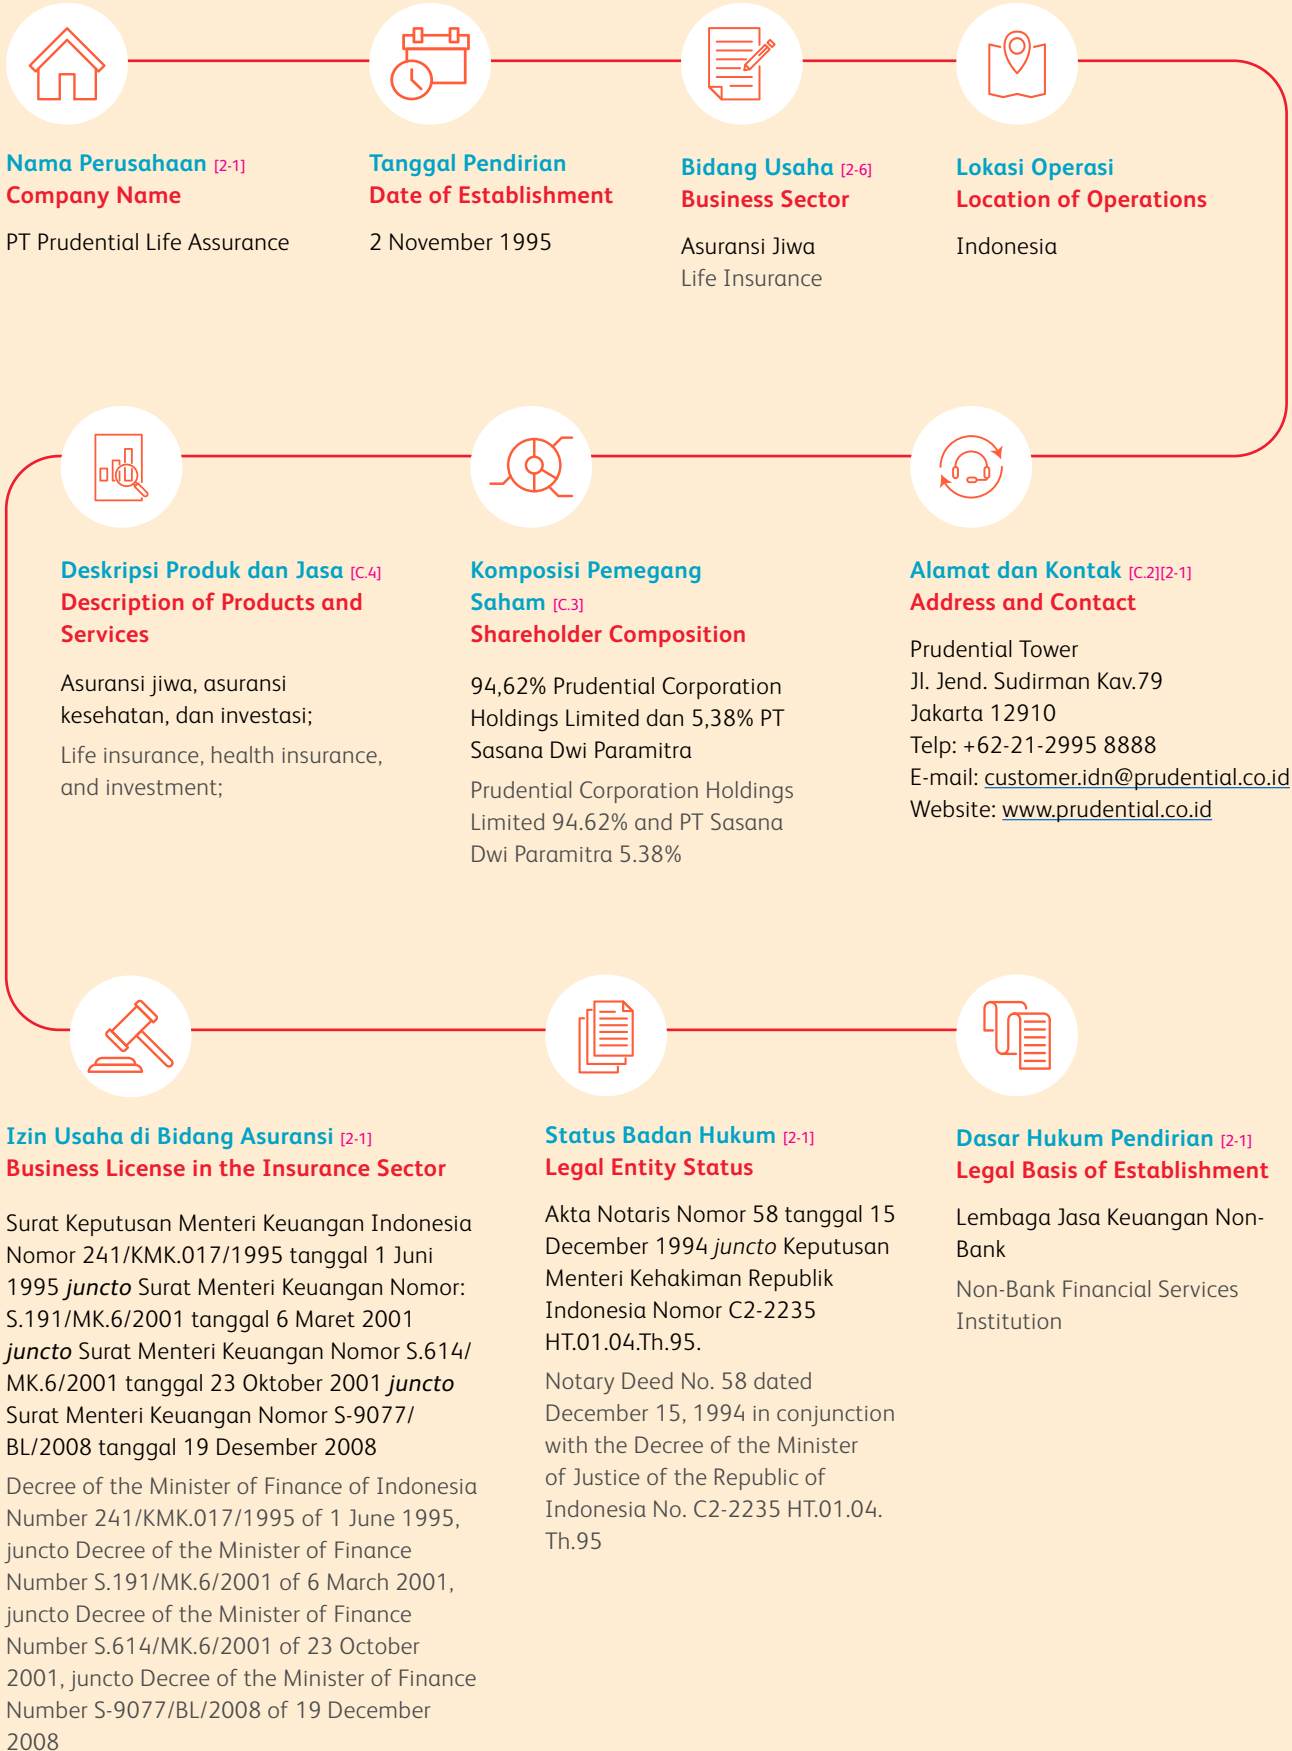 Nama Perusahaan [2-1]
Company Name
PT Prudential Life Assurance
Tanggal Pendirian
Date of Establishment
2 November 1995
Bidang Usaha [2-6]
Business Sector
Asuransi Jiwa
Life Insurance
Lokasi Operasi
Location of Operations
Indonesia
Deskripsi Produk dan Jasa [C.4]
Description of Products and
Services
Asuransi jiwa, asuransi
kesehatan, dan investasi;
Life insurance, health insurance,
and investment;
Komposisi Pemegang
Saham [C.3]
Shareholder Composition
94,62% Prudential Corporation
Holdings Limited dan 5,38% PT
Sasana Dwi Paramitra
Prudential Corporation Holdings
Limited 94.62% and PT Sasana
Dwi Paramitra 5.38%
Alamat dan Kontak [C.2][2-1]
Address and Contact
Prudential Tower
Jl. Jend. Sudirman Kav.79
Jakarta 12910
Telp: +62-21-2995 8888
E-mail: customer.idn@prudential.co.id
Website: www.prudential.co.id
Izin Usaha di Bidang Asuransi [2-1]
Business License in the Insurance Sector
Surat Keputusan Menteri Keuangan Indonesia
Nomor 241/KMK.017/1995 tanggal 1 Juni
1995 juncto Surat Menteri Keuangan Nomor:
S.191/MK.6/2001 tanggal 6 Maret 2001
juncto Surat Menteri Keuangan Nomor S.614/
MK.6/2001 tanggal 23 Oktober 2001 juncto
Surat Menteri Keuangan Nomor S-9077/
BL/2008 tanggal 19 Desember 2008
Decree of the Minister of Finance of Indonesia
Number 241/KMK.017/1995 of 1 June 1995,
juncto Decree of the Minister of Finance
Number S.191/MK.6/2001 of 6 March 2001,
juncto Decree of the Minister of Finance
Number S.614/MK.6/2001 of 23 October
2001, juncto Decree of the Minister of Finance
Number S-9077/BL/2008 of 19 December
2008
Status Badan Hukum [2-1]
Legal Entity Status
Akta Notaris Nomor 58 tanggal 15
December 1994 juncto Keputusan
Menteri Kehakiman Republik
Indonesia Nomor C2-2235
HT.01.04.Th.95.
Notary Deed No. 58 dated
December 15, 1994 in conjunction
with the Decree of the Minister
of Justice of the Republic of
Indonesia No. C2-2235 HT.01.04.
Th.95
Dasar Hukum Pendirian [2-1]
Legal Basis of Establishment
Lembaga Jasa Keuangan Non-
Bank
Non-Bank Financial Services
Institution